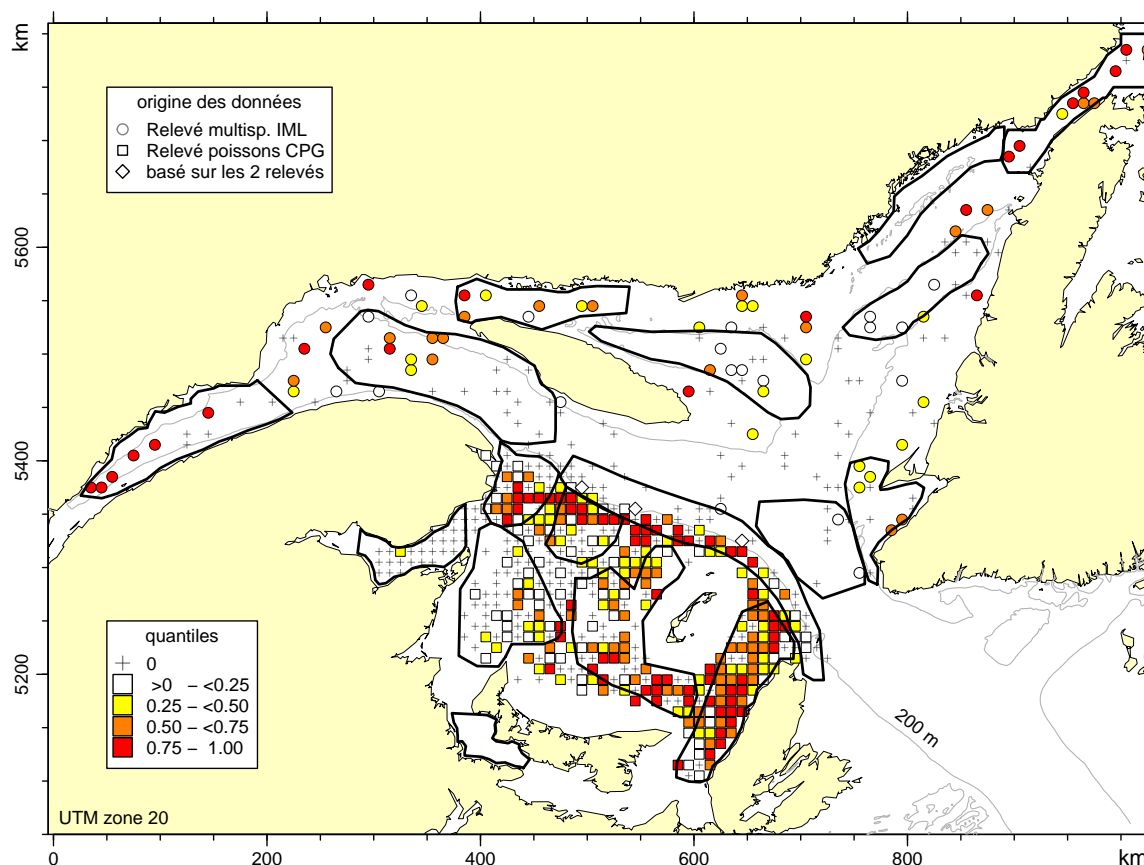 km
origine des données
Relevé multisp. IML
Relevé poissons CPG
basé sur les 2 relevés
5600
5400
5200
quantiles
0
>0 – <0.25
0.25 – <0.50
0.50 – <0.75
0.75 – 1.00
200 m
UTM zone 20
0 200 400 600 800 km